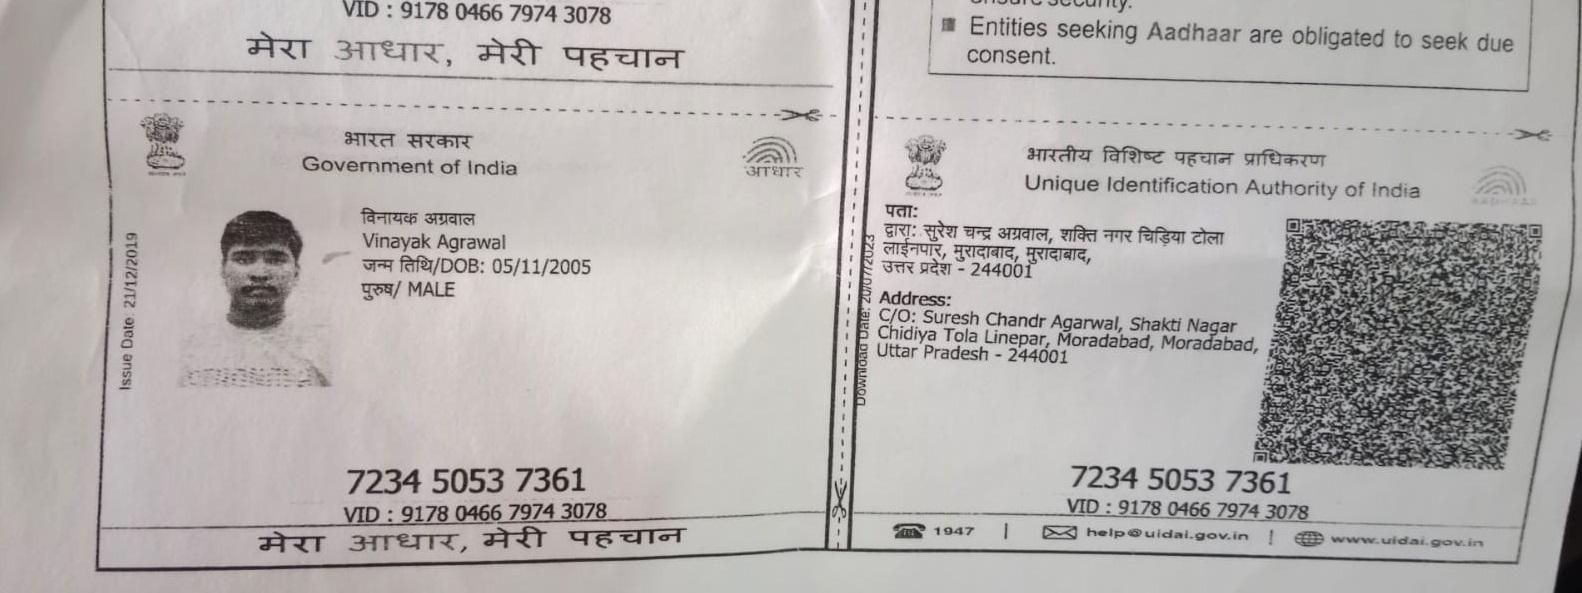 VID : 9178 0466 7974 3078
मेरा आधार, मेरी पहचान
Entities seeking Aadhaar are obligated to seek due
consent.
भारत सरकार
Government of India
आधार
Issue Date: 21/12/2019
विनायक अग्रवाल
Vinayak Agrawal
जन्म तिथि/DOB: 05/11/2005
पुरुष/ MALE
7234 5053 7361
VID : 9178 0466 7974 3078
मेरा आधार, मेरी पहचान
भारतीय विशिष्ट पहचान प्राधिकरण
Unique Identification Authority of India
Download Date: 20/07/2023
पता:
द्वारा: सुरेश चन्द्र अग्रवाल, शक्ति नगर चिड़िया टोला
लाईनपार, मुरादाबाद, मुरादाबाद,
उत्तर प्रदेश - 244001
Address:
C/O: Suresh Chandr Agarwal, Shakti Nagar
Chidiya Tola Linepar, Moradabad, Moradabad,
Uttar Pradesh - 244001
7234 5053 7361
VID : 9178 0466 7974 3078
1947 | help@uidai.gov.in | www.uidai.gov.in